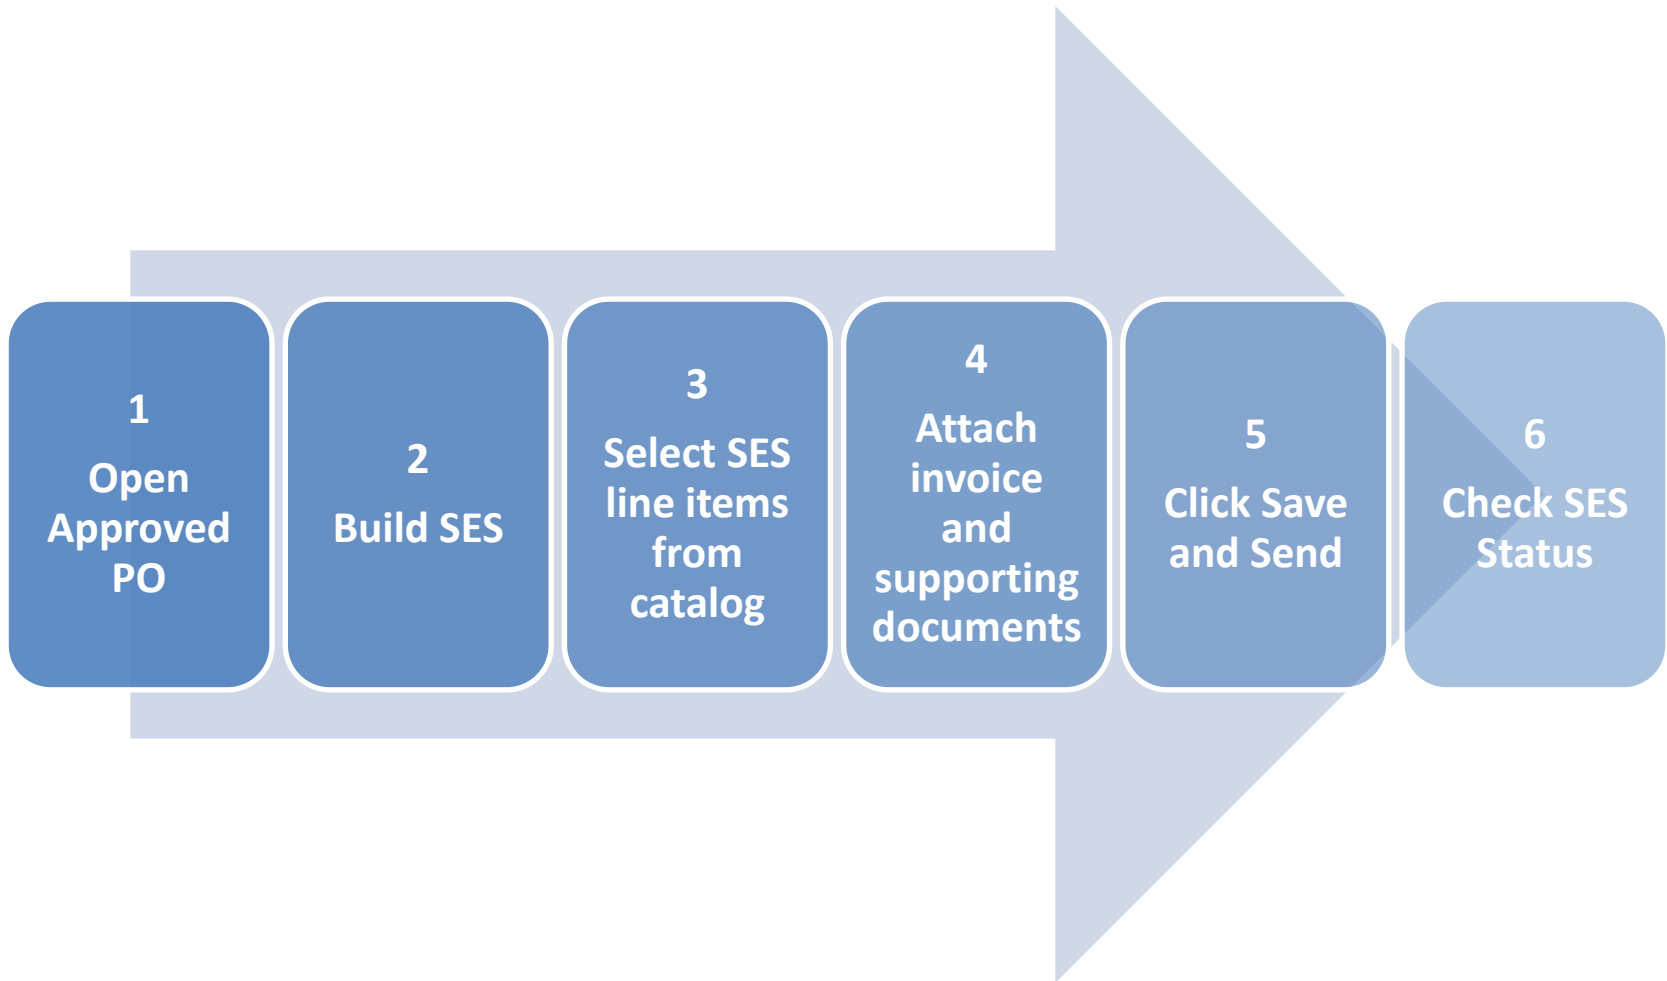 1
Open
Approved
PO
2
Build SES
3
Select SES
line items
from
catalog
4
Attach
invoice
and
supporting
documents
5
Click Save
and Send
6
Check SES
Status